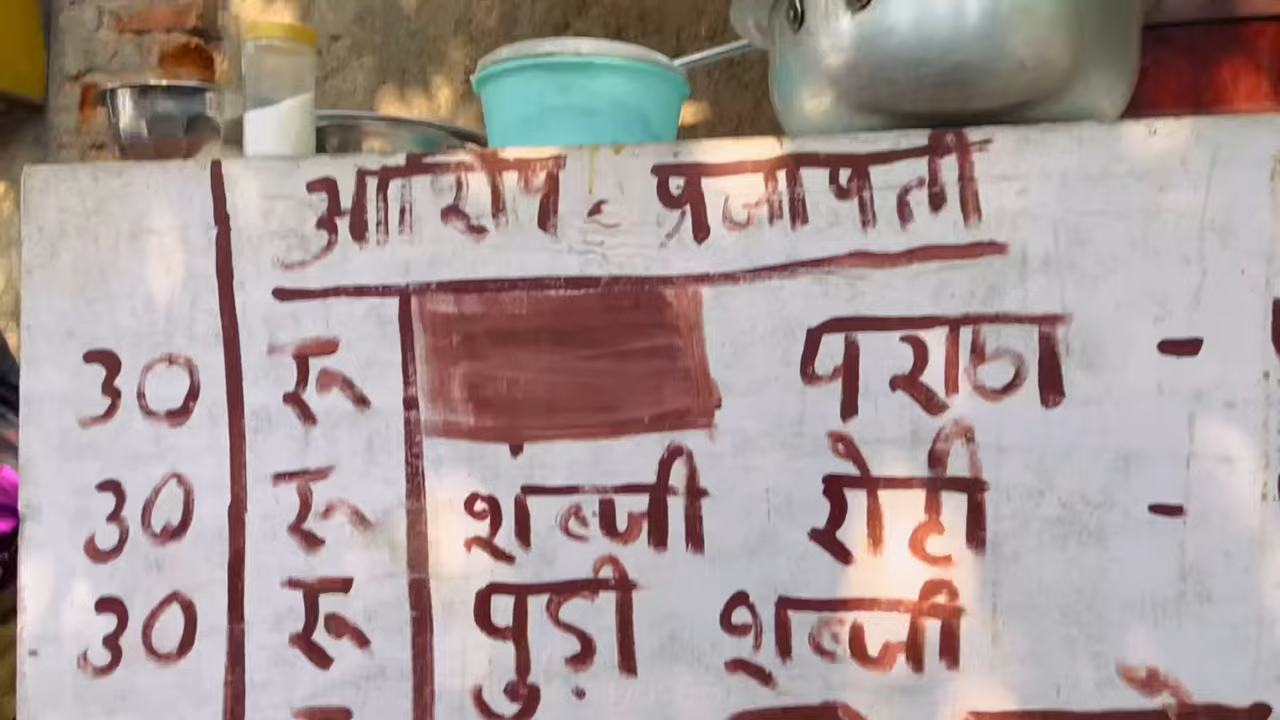 आरोप प्रजापती
30 रू पराठा -
30 रू शब्जी रोटी -
30 रू पुड़ी शब्जी
रू